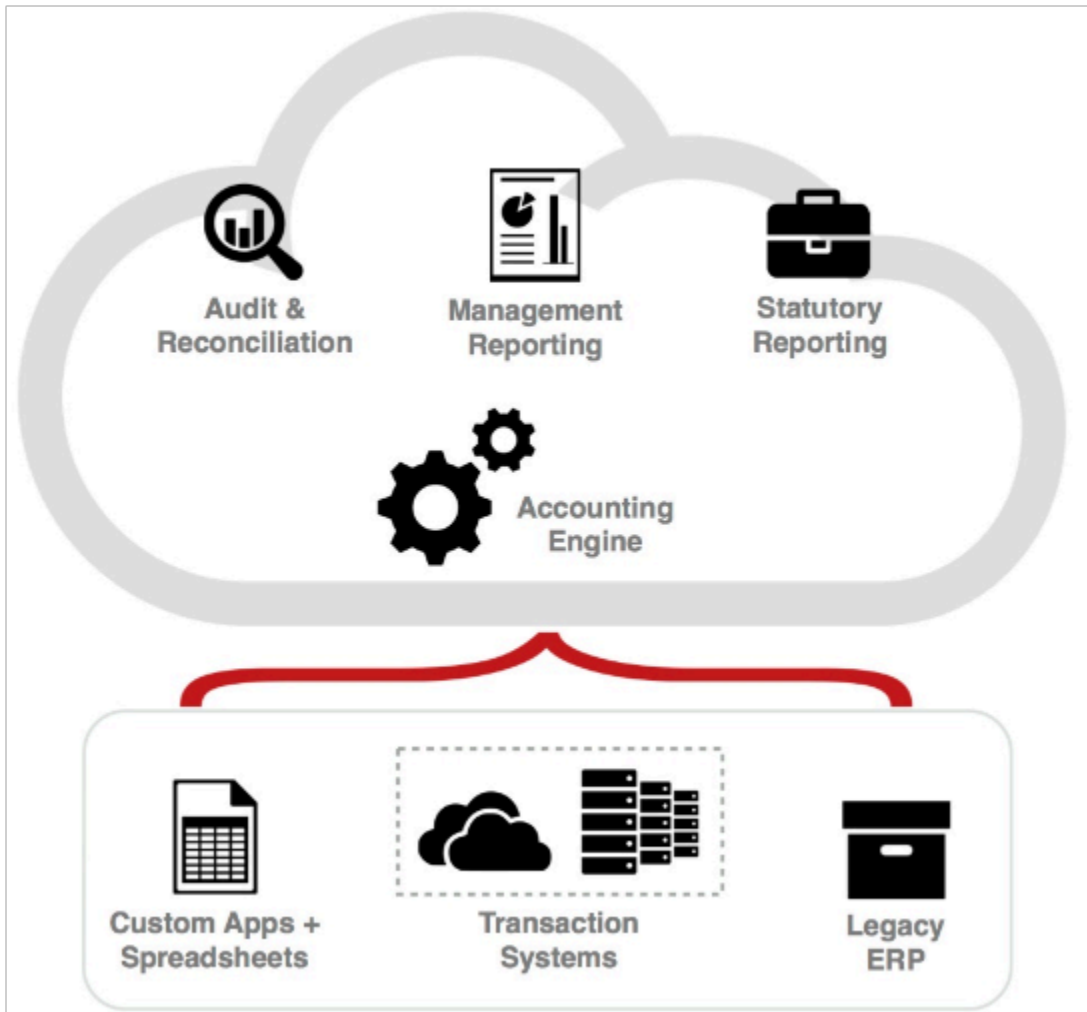 Audit &
Reconciliation
Management
Reporting
Statutory
Reporting
Accounting
Engine
Custom Apps +
Spreadsheets
Transaction
Systems
Legacy
ERP